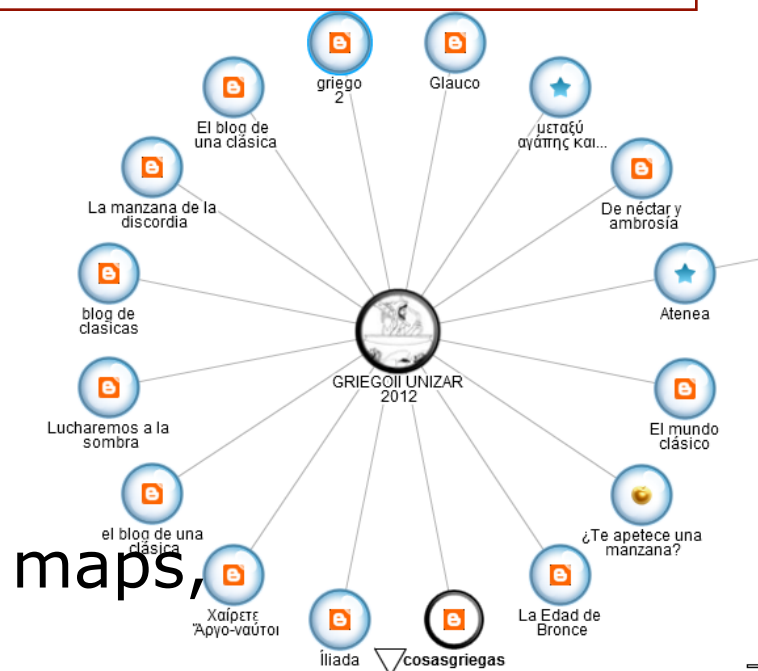 griego
2
Glauco
El blog de
una clásica
μεταξύ
αγάπης και...
La manzana de la
discordia
De néctar y
ambrosía
blog de
clasicas
Atenea
GRIEGOII UNIZAR
2012
Lucharemos a la
sombra
El mundo
clásico
el blog de una
clásica
¿Te apetece una
manzana?
maps,
Χαίρετε
Ἄργο-ναύτοι
La Edad de
Bronce
Íliada
cosasgriegas